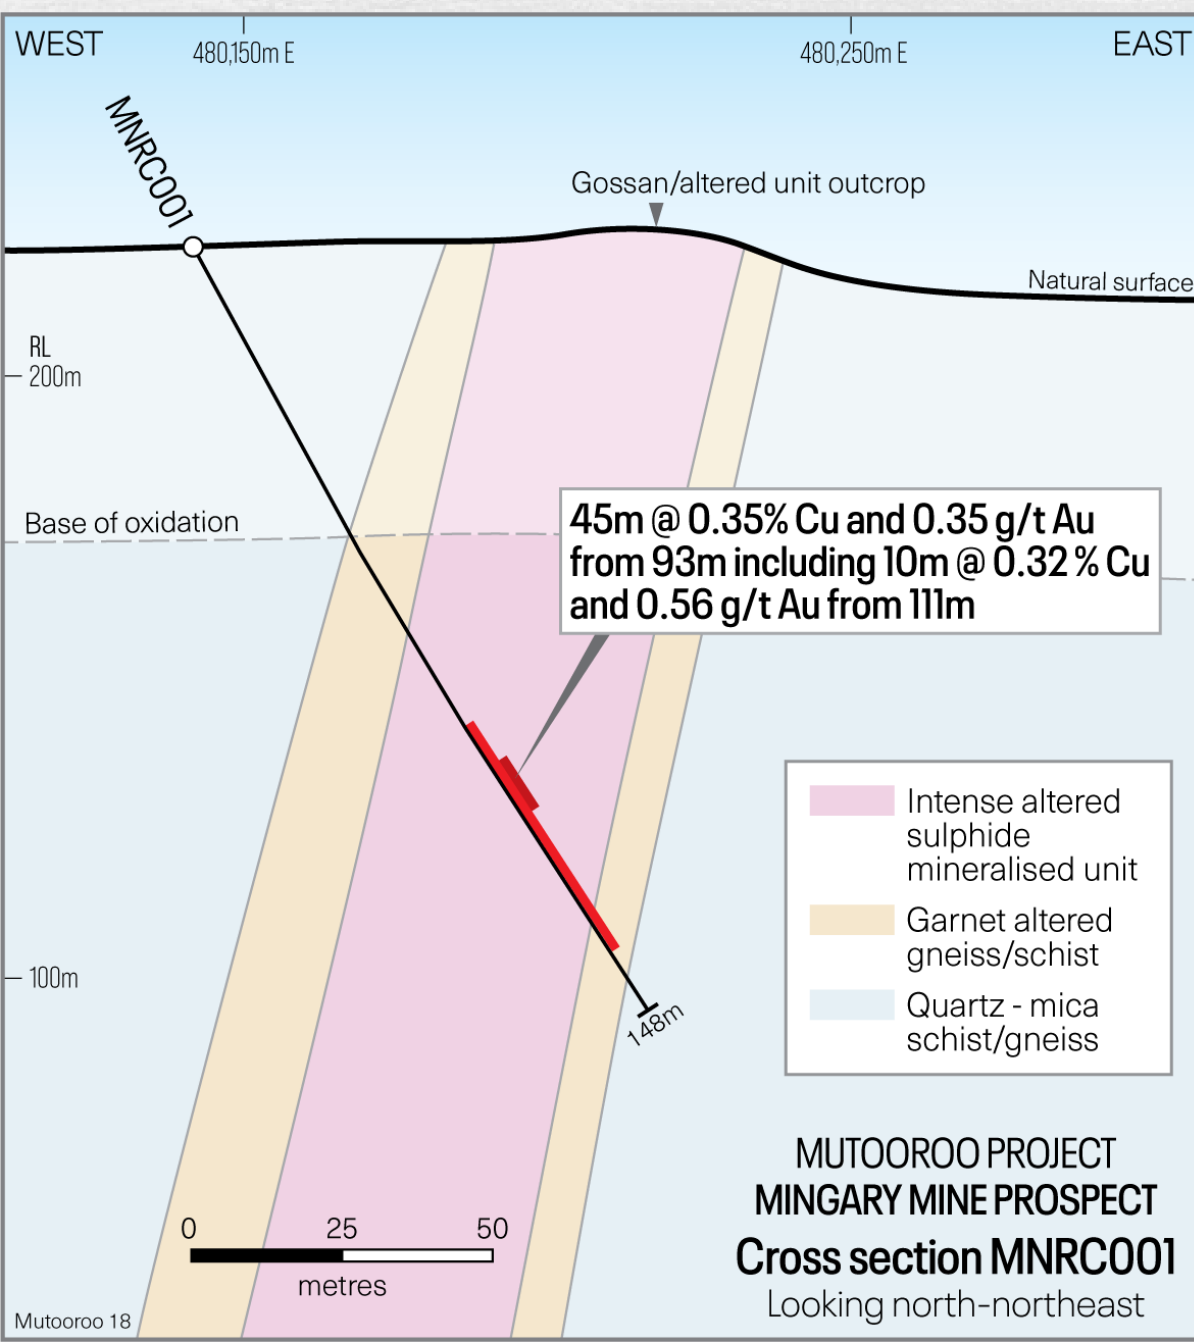 WEST
480,150m E
480,250m E
EAST
MNRC001
Gossan/altered unit outcrop
Natural surface
RL
200m
Base of oxidation
45m @ 0.35% Cu and 0.35 g/t Au
from 93m including 10m @ 0.32% Cu
and 0.56 g/t Au from 111m
Intense altered
sulphide
mineralised unit
Garnet altered
gneiss/schist
Quartz - mica
schist/gneiss
100m
148m
MUTOOROO PROJECT
MINGARY MINE PROSPECT
Cross section MNRC001
Looking north-northeast
0 25 50
metres
Mutooroo 18